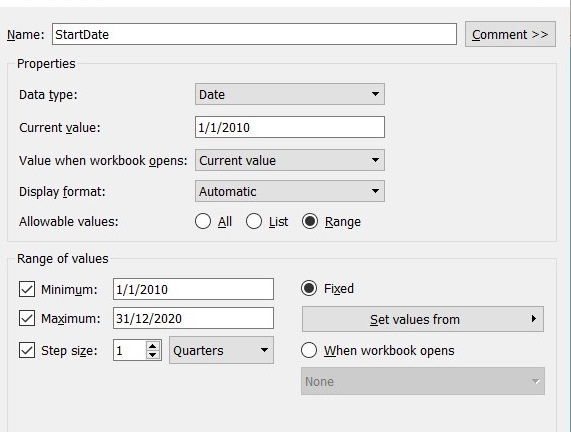 Name: StartDate Comment >>
Properties
Data type: Date
Current value: 1/1/2010
Value when workbook opens: Current value
Display format: Automatic
Allowable values: All List Range
Range of values
Minimum: 1/1/2010 Fixed
Maximum: 31/12/2020 Set values from
Step size: 1 Quarters When workbook opens
None